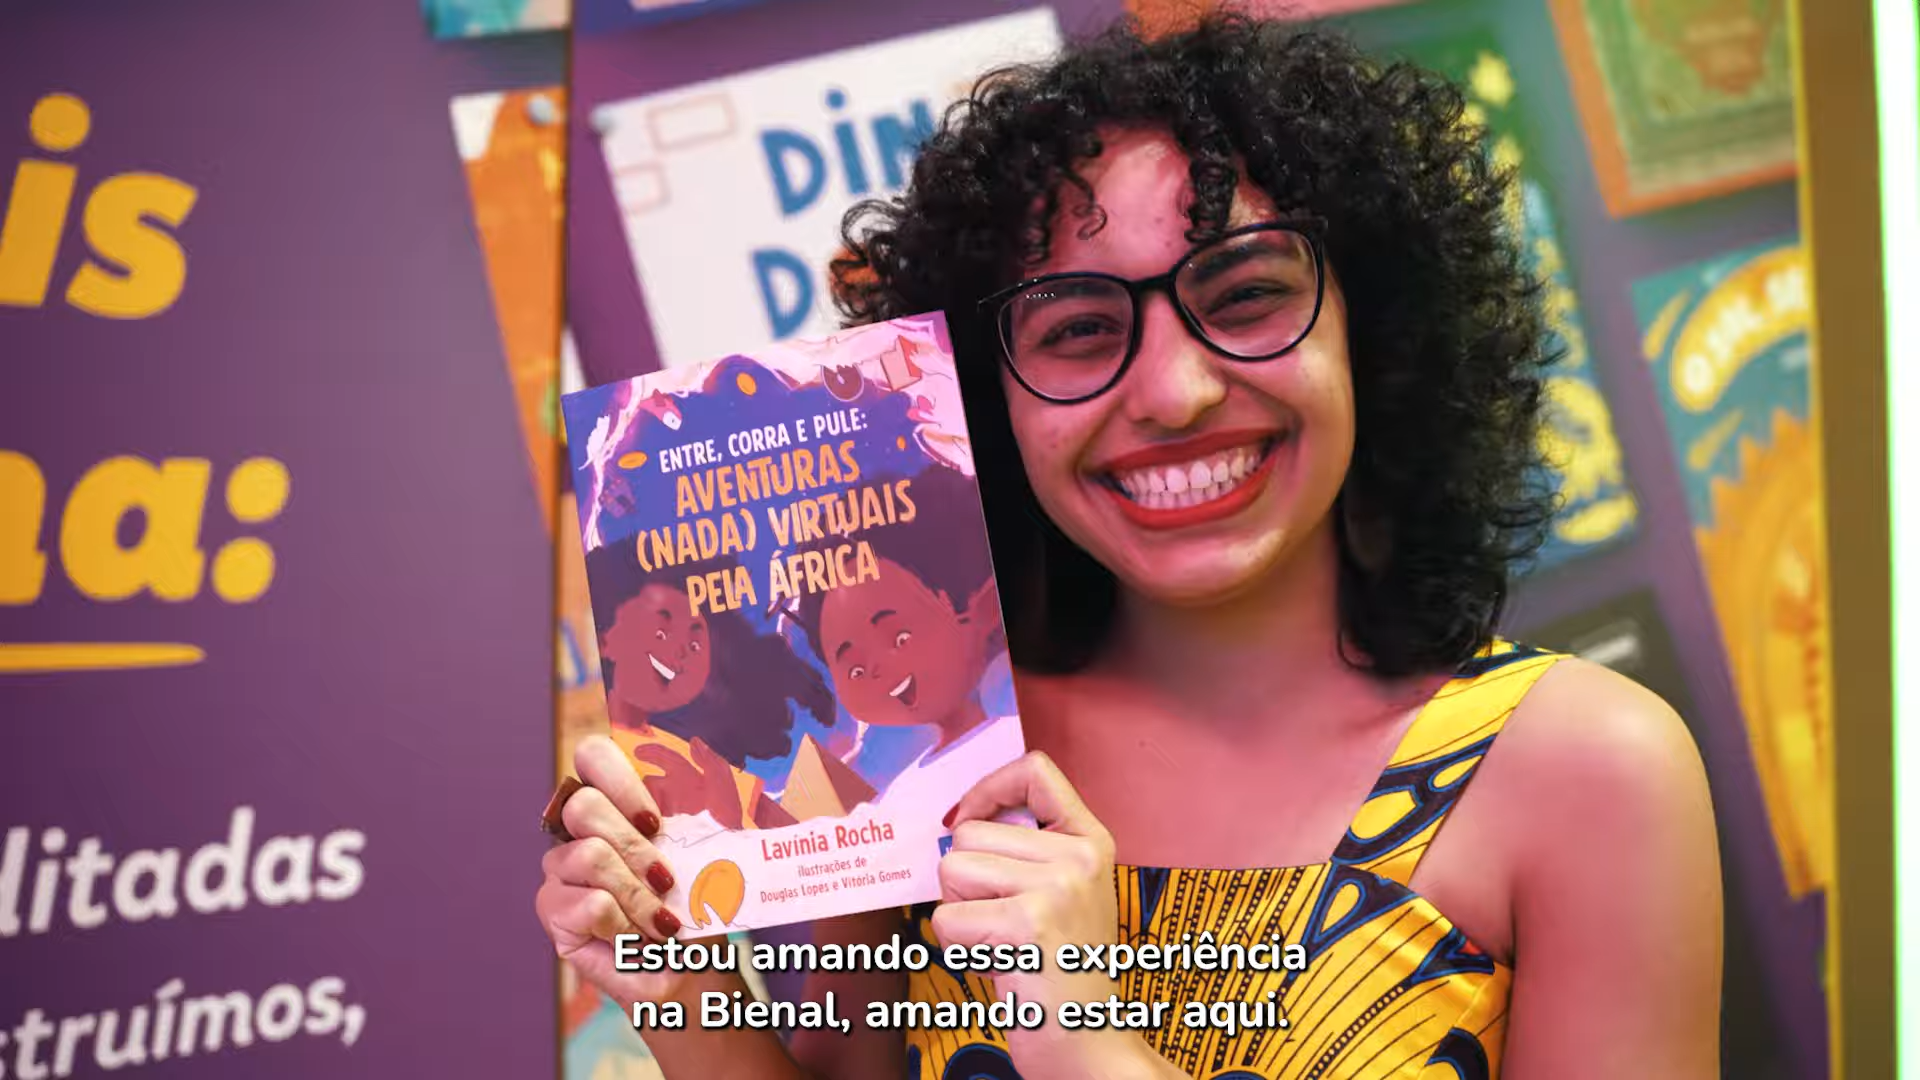 is
na:
litadas
struímos,
DiN
D
ENTRE, CORRA E PULE:
AVENTURAS
(NADA) VIRTUAIS
PELA ÁFRICA
Lavínia Rocha
ilustrações de
Douglas Lopes e Vitória Gomes
Estou amando essa experiência
na Bienal, amando estar aqui.